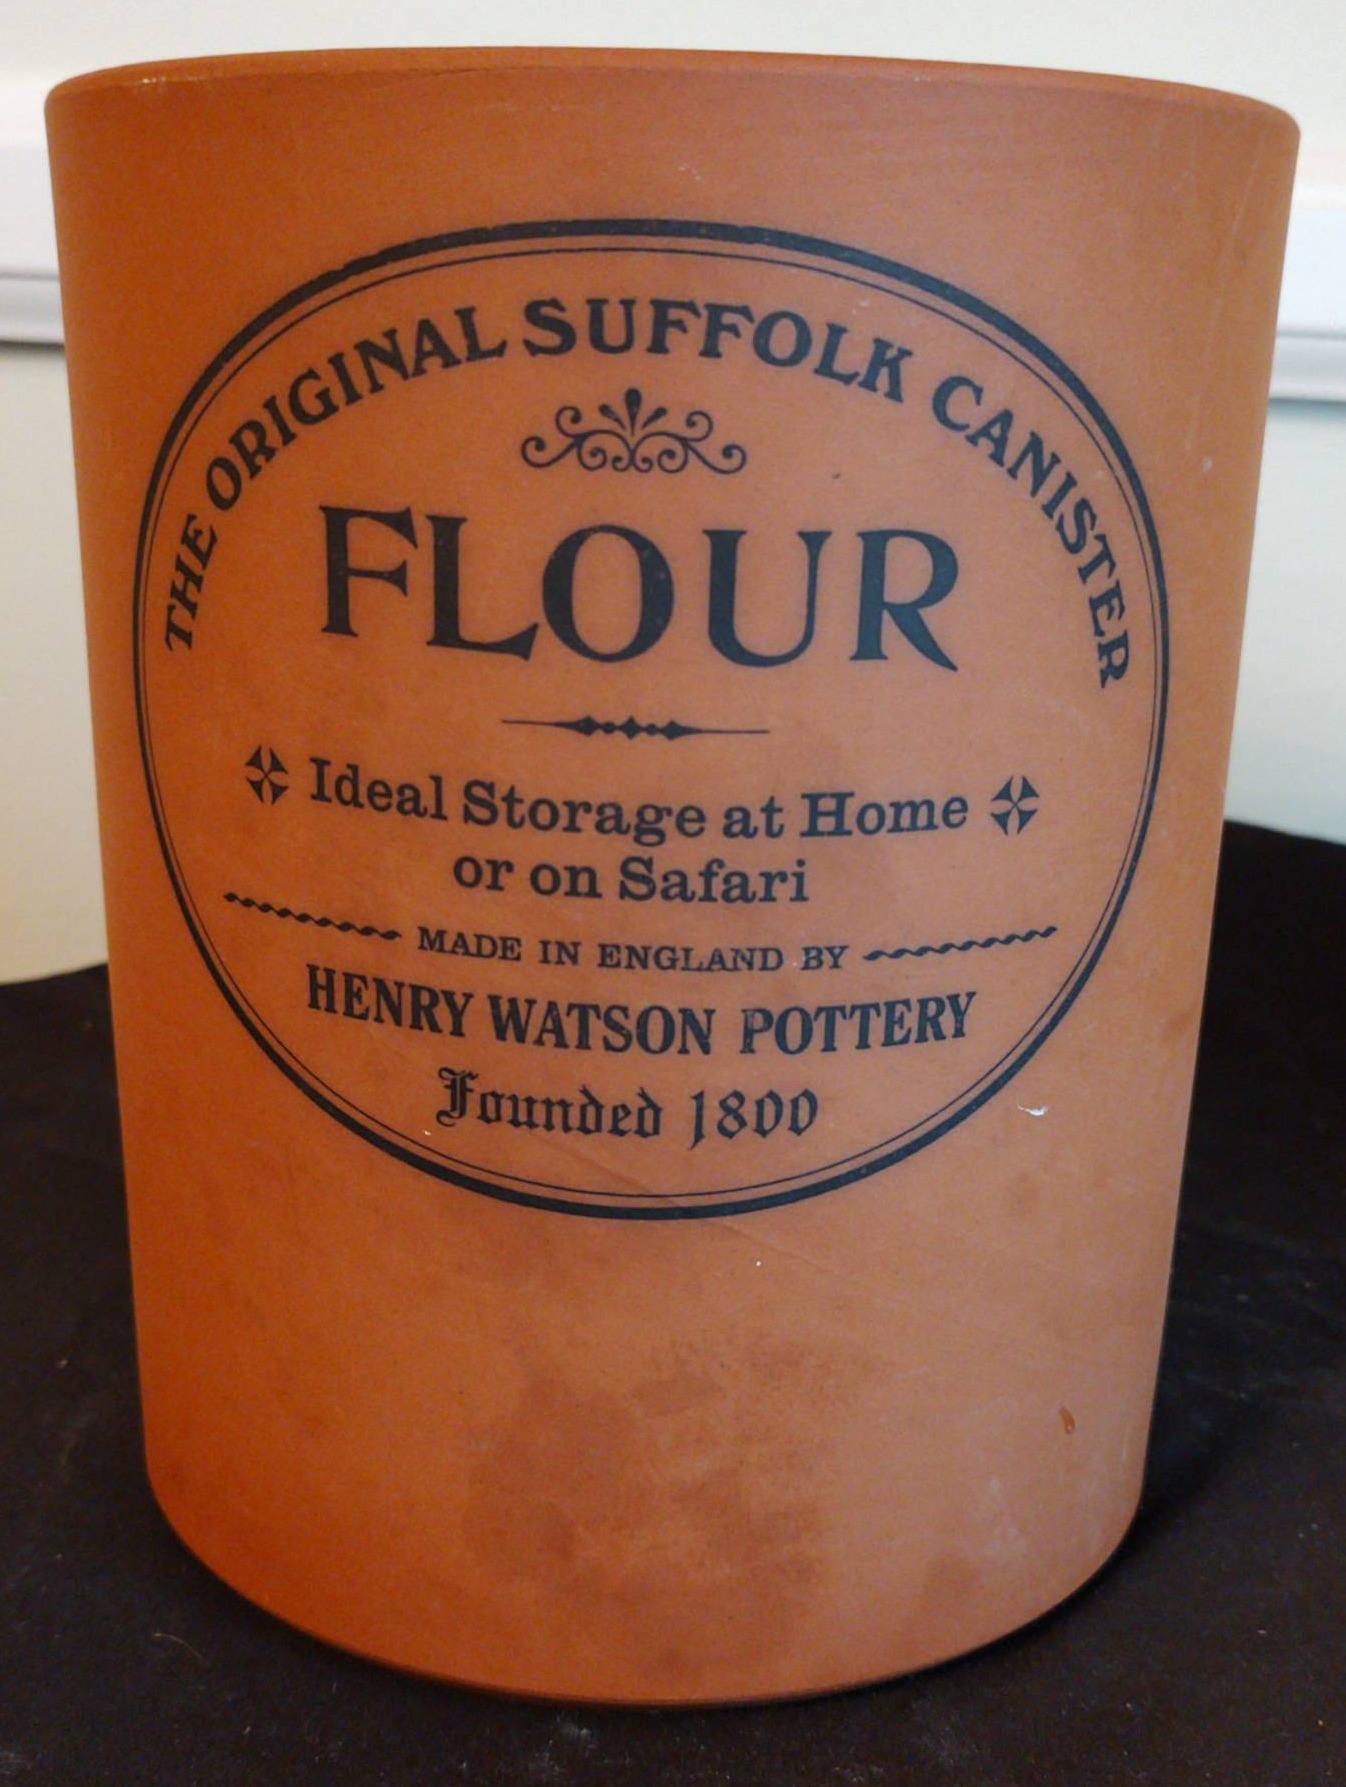 THE ORIGINAL SUFFOLK CANISTER
FLOUR
Ideal Storage at Home
or on Safari
MADE IN ENGLAND BY
HENRY WATSON POTTERY
Founded 1800